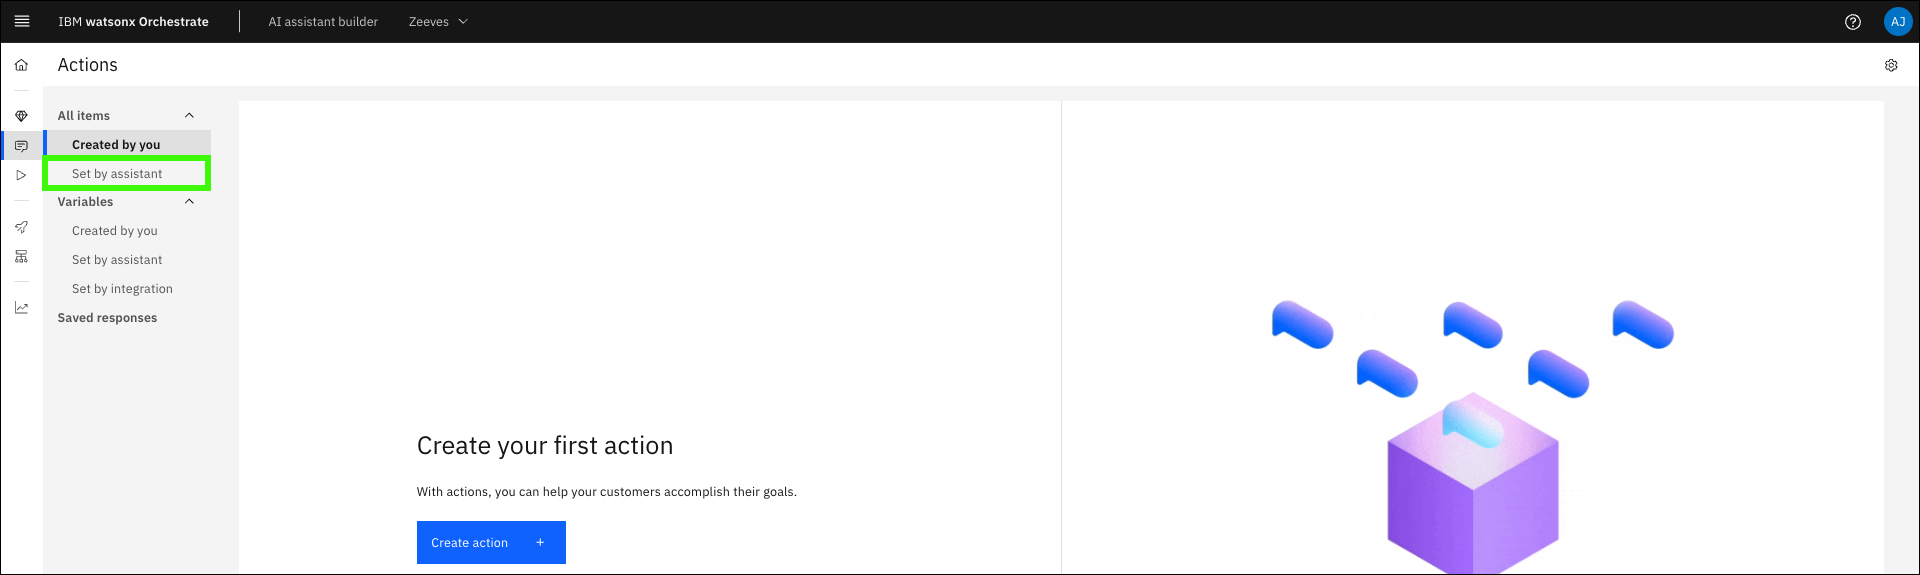 IBM watsonx Orchestrate
AI assistant builder
Zeeves
AJ
Actions
All items
Created by you
Set by assistant
Variables
Created by you
Set by assistant
Set by integration
Saved responses
Create your first action
With actions, you can help your customers accomplish their goals.
Create action +